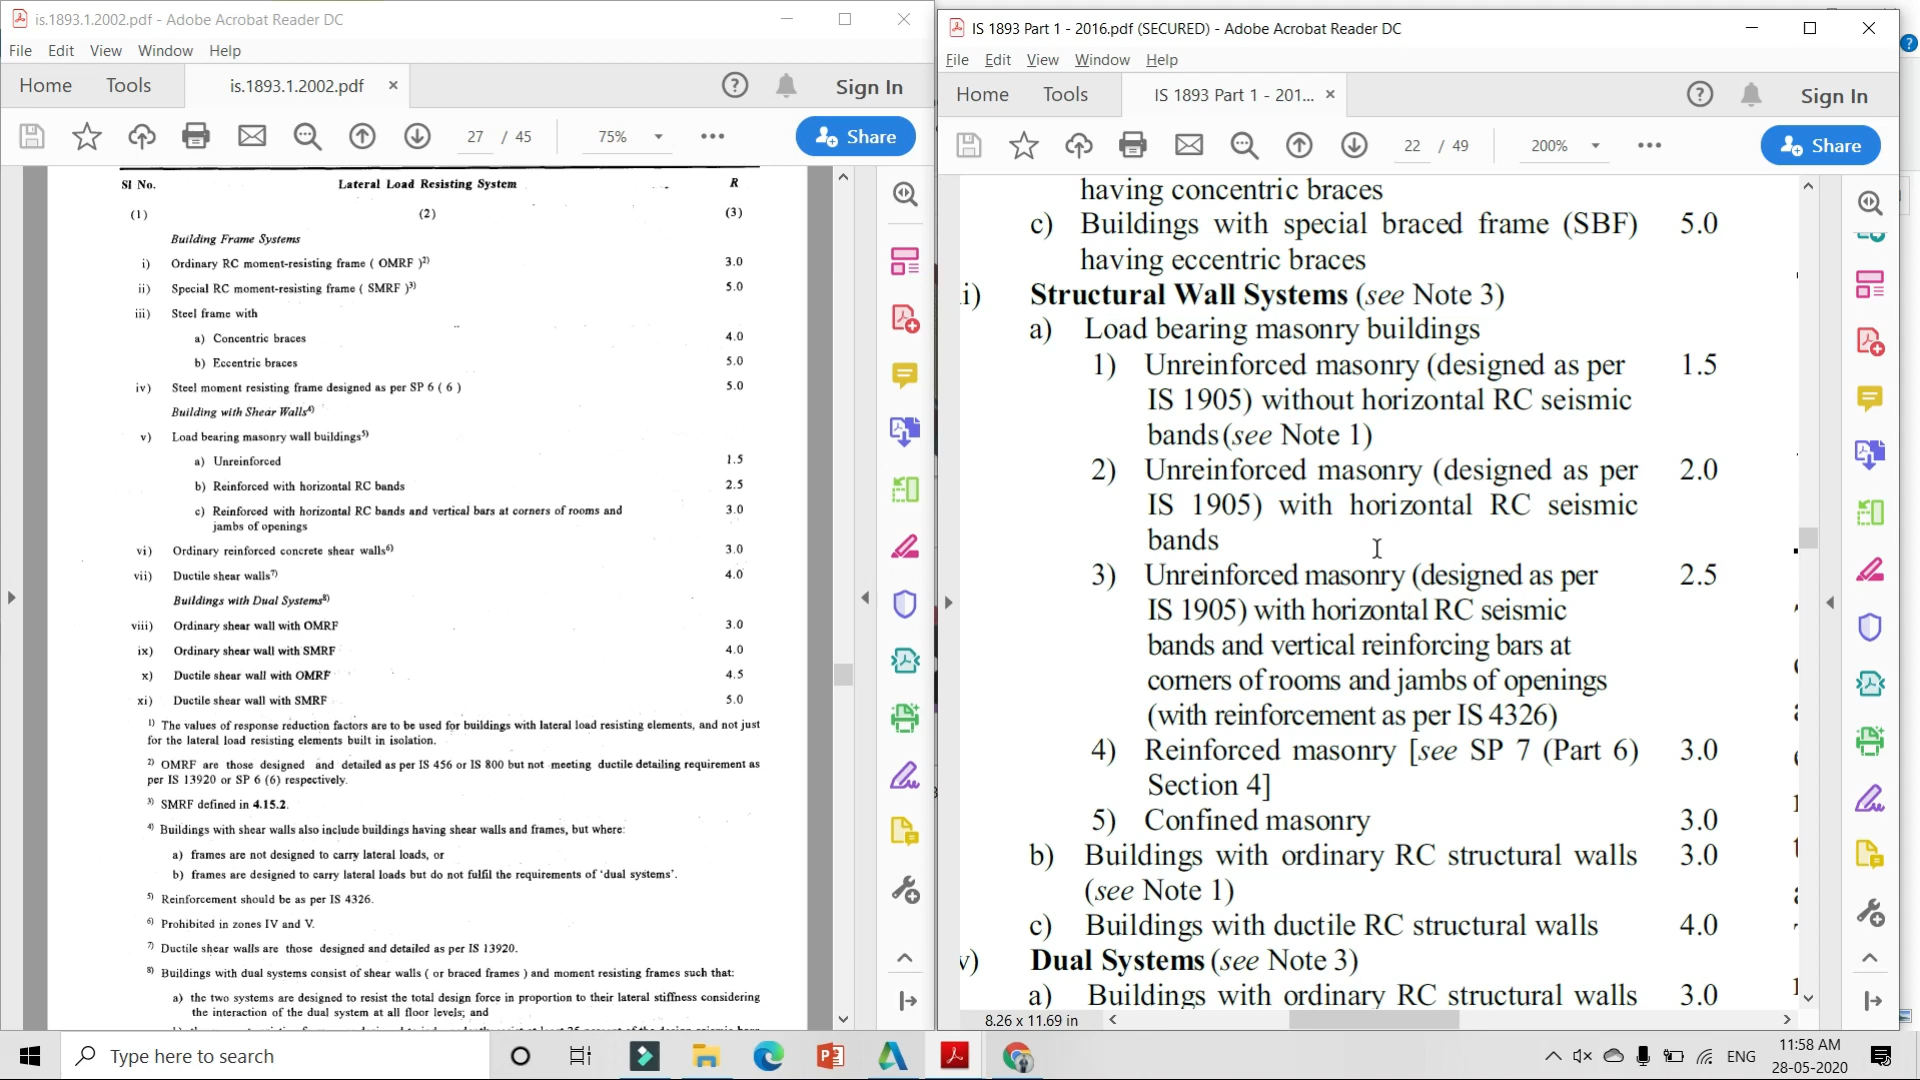 is.1893.1.2002.pdf - Adobe Acrobat Reader DC
File Edit View Window Help
Home Tools is.1893.1.2002.pdf × Sign In
27 / 45 75% Share
Sl No. Lateral Load Resisting System R
(1) (2) (3)
Building Frame Systems
i) Ordinary RC moment-resisting frame ( OMRF )2) 3.0
ii) Special RC moment-resisting frame ( SMRF )3) 5.0
iii) Steel frame with
a) Concentric braces 4.0
b) Eccentric braces 5.0
iv) Steel moment resisting frame designed as per SP 6 ( 6 ) 5.0
Building with Shear Walls4)
v) Load bearing masonry wall buildings5)
a) Unreinforced 1.5
b) Reinforced with horizontal RC bands 2.5
c) Reinforced with horizontal RC bands and vertical bars at corners of rooms and 3.0
jambs of openings
vi) Ordinary reinforced concrete shear walls6) 3.0
vii) Ductile shear walls7) 4.0
Buildings with Dual Systems8)
viii) Ordinary shear wall with OMRF 3.0
ix) Ordinary shear wall with SMRF 4.0
x) Ductile shear wall with OMRF 4.5
xi) Ductile shear wall with SMRF 5.0
1) The values of response reduction factors are to be used for buildings with lateral load resisting elements, and not just
for the lateral load resisting elements built in isolation.
2) OMRF are those designed and detailed as per IS 456 or IS 800 but not meeting ductile detailing requirement as
per IS 13920 or SP 6 (6) respectively.
3) SMRF defined in 4.15.2.
4) Buildings with shear walls also include buildings having shear walls and frames, but where:
a) frames are not designed to carry lateral loads, or
b) frames are designed to carry lateral loads but do not fulfil the requirements of 'dual systems'.
5) Reinforcement should be as per IS 4326.
6) Prohibited in zones IV and V.
7) Ductile shear walls are those designed and detailed as per IS 13920.
8) Buildings with dual systems consist of shear walls ( or braced frames ) and moment resisting frames such that:
a) the two systems are designed to resist the total design force in proportion to their lateral stiffness considering
the interaction of the dual system at all floor levels; and
IS 1893 Part 1 - 2016.pdf (SECURED) - Adobe Acrobat Reader DC
File Edit View Window Help
Home Tools IS 1893 Part 1 - 201... × Sign In
22 / 49 200% Share
having concentric braces
c) Buildings with special braced frame (SBF) 5.0
having eccentric braces
ii) Structural Wall Systems (see Note 3)
a) Load bearing masonry buildings
1) Unreinforced masonry (designed as per 1.5
IS 1905) without horizontal RC seismic
bands(see Note 1)
2) Unreinforced masonry (designed as per 2.0
IS 1905) with horizontal RC seismic
bands
3) Unreinforced masonry (designed as per 2.5
IS 1905) with horizontal RC seismic
bands and vertical reinforcing bars at
corners of rooms and jambs of openings
(with reinforcement as per IS 4326)
4) Reinforced masonry [see SP 7 (Part 6) 3.0
Section 4]
5) Confined masonry 3.0
b) Buildings with ordinary RC structural walls 3.0
(see Note 1)
c) Buildings with ductile RC structural walls 4.0
v) Dual Systems (see Note 3)
a) Buildings with ordinary RC structural walls 3.0
8.26 x 11.69 in
Type here to search
ENG
11:58 AM
28-05-2020